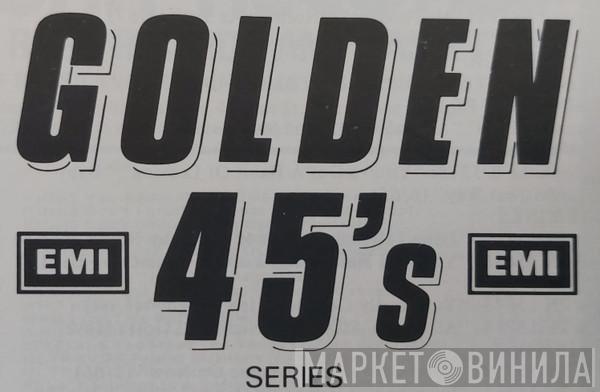 GOLDEN
45's
EMI
EMI
SERIES
МАРКЕТ ВИНИЛА